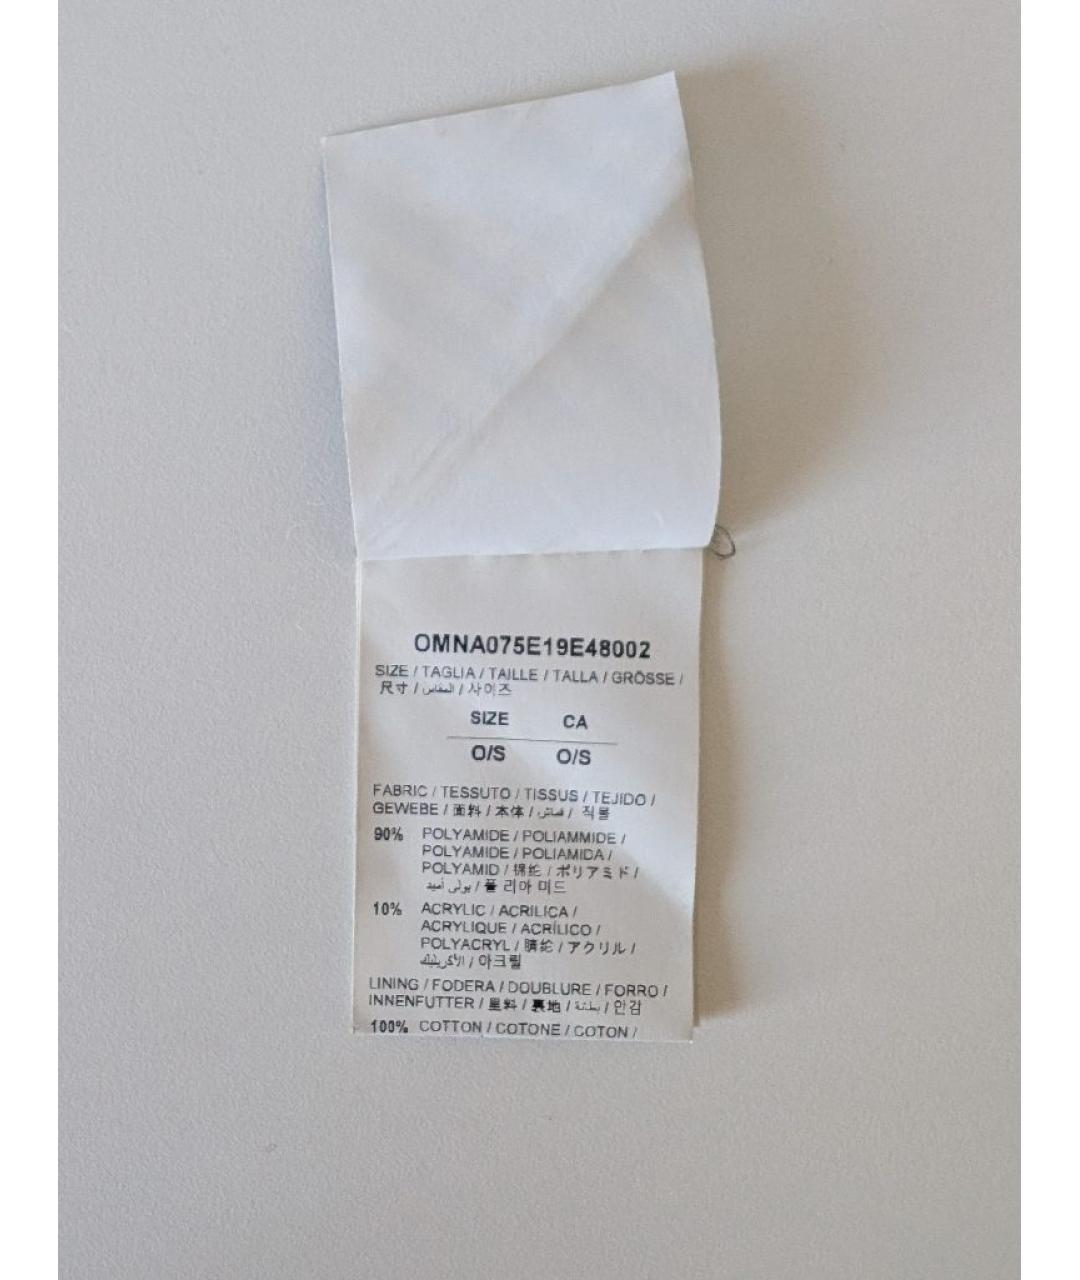 OMNA075E19E48002
SIZE / TAGLIA / TAILLE / TALLA / GRÖSSE /
尺寸 / المقاس / 사이즈
SIZE CA
O/S O/S
FABRIC / TESSUTO / TISSUS / TEJIDO /
GEWEBE / 面料 / 本体 / قماش / 직물
90% POLYAMIDE / POLIAMMIDE /
POLYAMIDE / POLIAMIDA /
POLYAMID / 锦纶 / ポリアミド /
بولي أميد / 폴 리아 미드
10% ACRYLIC / ACRILICA /
ACRYLIQUE / ACRÍLICO /
POLYACRYL / 腈纶 / アクリル /
الأكريليك / 아크릴
LINING / FODERA / DOUBLURE / FORRO /
INNENFUTTER / 里料 / 裏地 / بطانة / 안감
100% COTTON / COTONE / COTON /